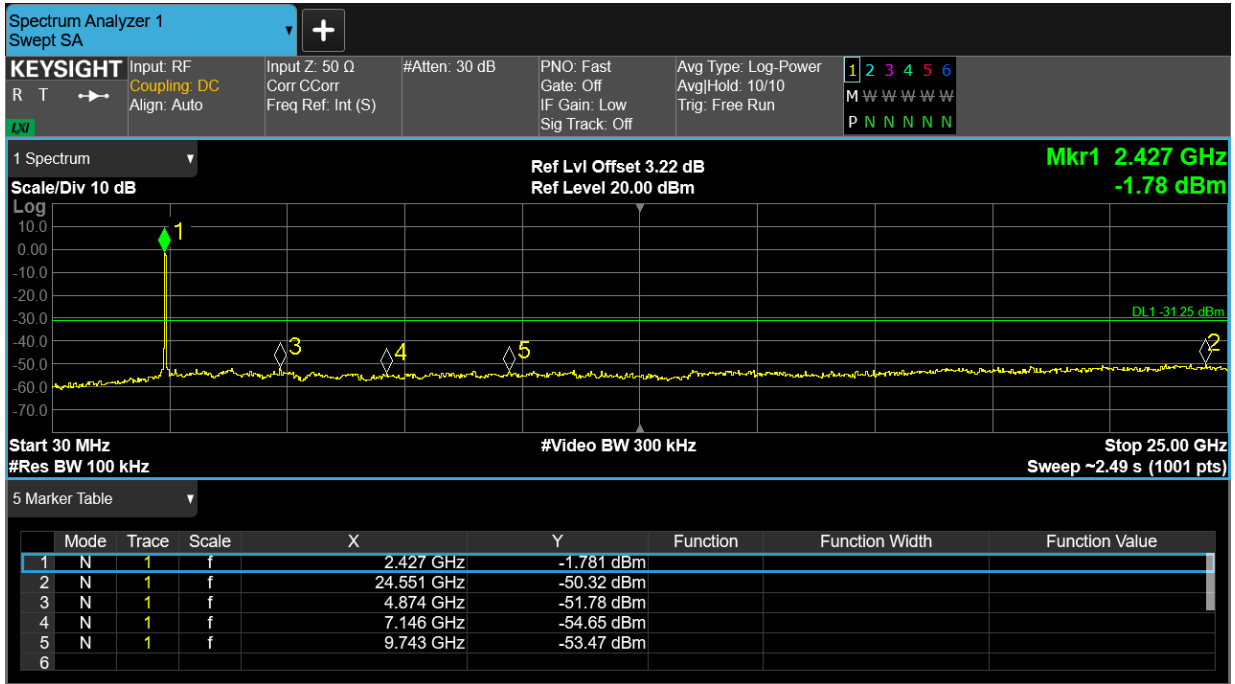 Spectrum Analyzer 1
Swept SA
KEYSIGHT
R T
LXI
Input: RF
Coupling: DC
Align: Auto
Input Z: 50 Ω
Corr CCorr
Freq Ref: Int (S)
#Atten: 30 dB
PNO: Fast
Gate: Off
IF Gain: Low
Sig Track: Off
Avg Type: Log-Power
Avg|Hold: 10/10
Trig: Free Run
1 2 3 4 5 6
M W W W W W
P N N N N N
1 Spectrum
Scale/Div 10 dB
Ref Lvl Offset 3.22 dB
Ref Level 20.00 dBm
Mkr1 2.427 GHz
-1.78 dBm
Log
10.0
0.00
-10.0
-20.0
-30.0
-40.0
-50.0
-60.0
-70.0
1
DL1 -31.25 dBm
3
4
5
2
Start 30 MHz
#Video BW 300 kHz
Stop 25.00 GHz
#Res BW 100 kHz
Sweep ~2.49 s (1001 pts)
5 Marker Table
Mode Trace Scale X Y Function Function Width Function Value
1 N 1 f 2.427 GHz -1.781 dBm
2 N 1 f 24.551 GHz -50.32 dBm
3 N 1 f 4.874 GHz -51.78 dBm
4 N 1 f 7.146 GHz -54.65 dBm
5 N 1 f 9.743 GHz -53.47 dBm
6